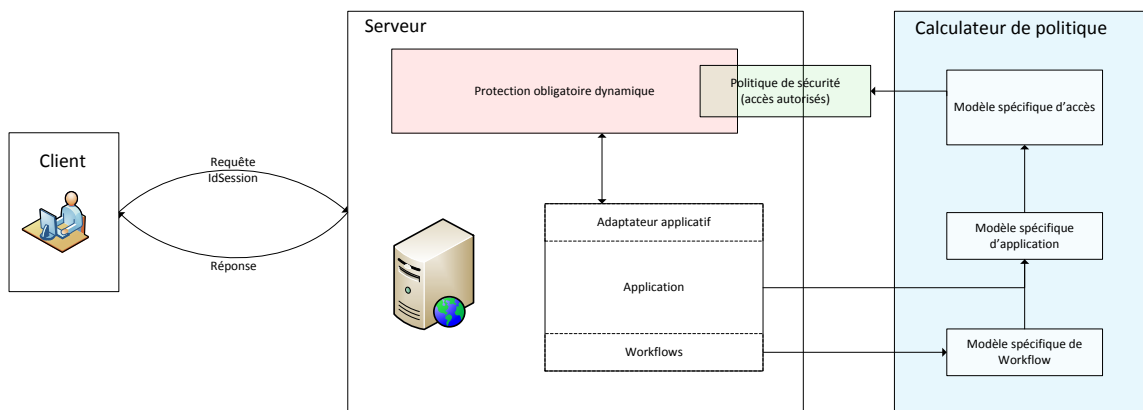 Serveur
Calculateur de politique
Protection obligatoire dynamique
Politique de sécurité
(accès autorisés)
Modèle spécifique d'accès
Client
Requête
IdSession
Réponse
Adaptateur applicatif
Application
Workflows
Modèle spécifique
d'application
Modèle spécifique de
Workflow